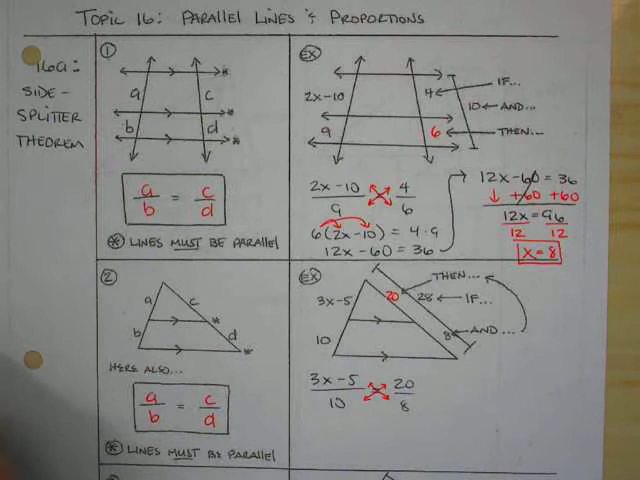 TOPIC 16: PARALLEL LINES & PROPORTIONS
16a:
SIDE-
SPLITTER
THEOREM
①
a c
b d
a/b = c/d
⊛ LINES MUST BE PARALLEL
EX
2x-10 4 IF...
10 AND...
9 6 THEN...
2x-10/9 = 4/6
6(2x-10) = 4·9
12x-60 = 36
12x-60 = 36
+60 +60
12x = 96
12 12
x=8
②
a c
b d
HERE ALSO...
a/b = c/d
⊛ LINES MUST BE PARALLEL
EX
THEN...
3x-5 20 28 IF...
10 8 AND...
3x-5/10 = 20/8